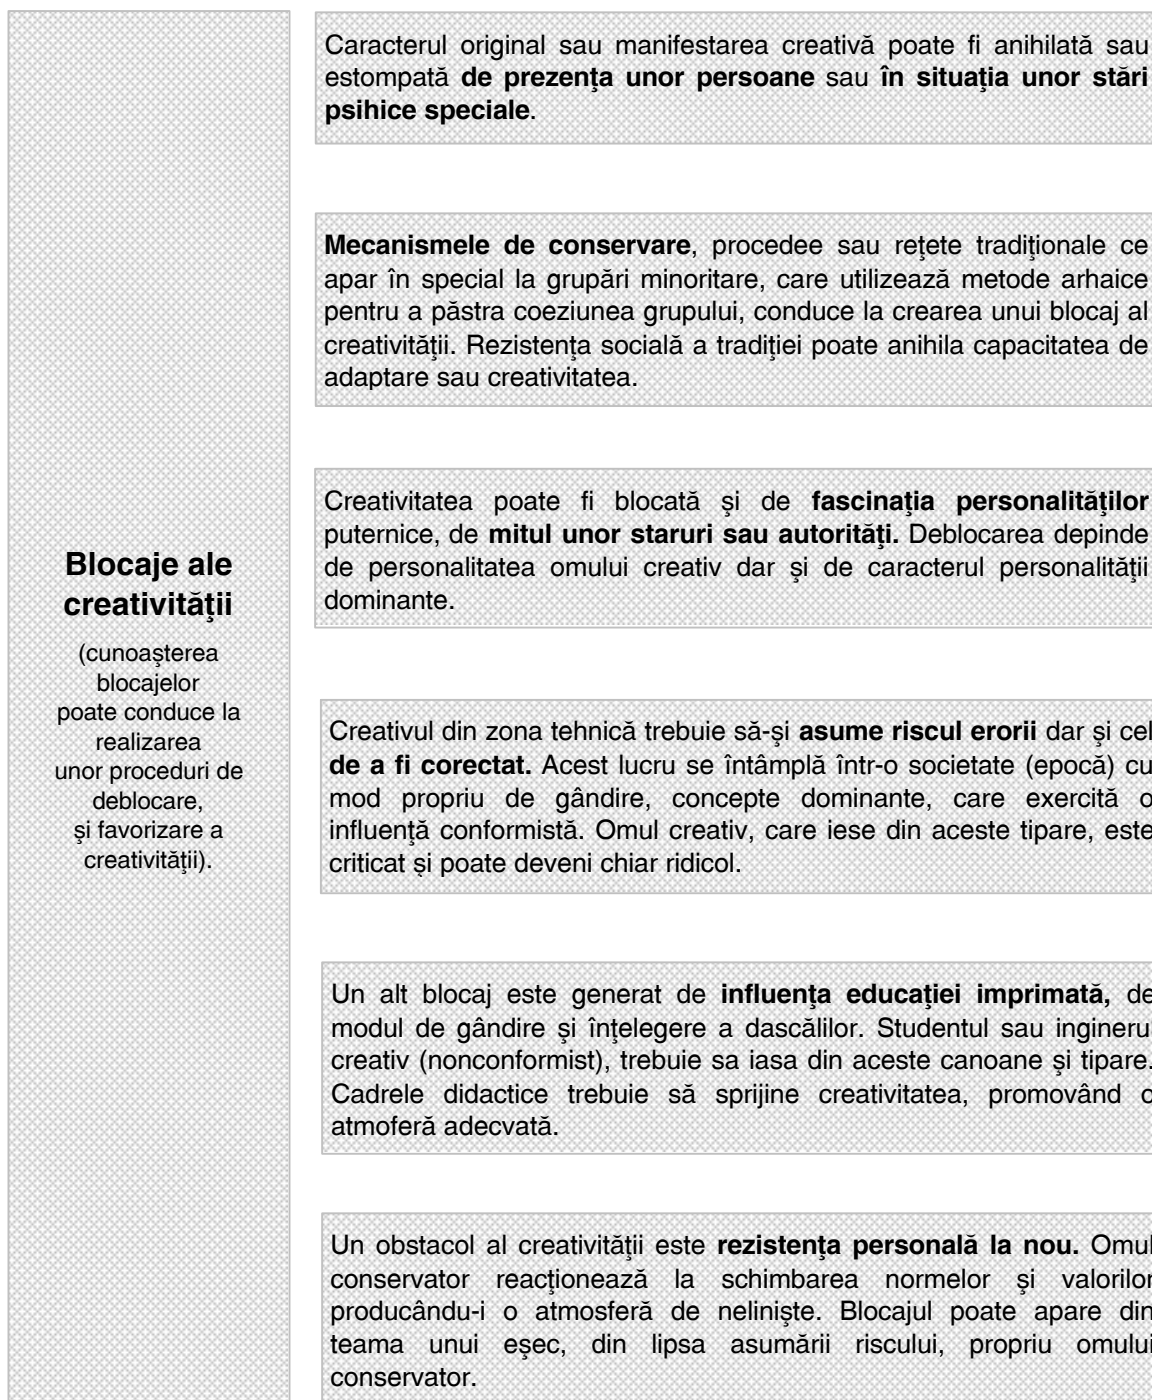 Blocaje ale
creativităţii
(cunoaşterea
blocajelor
poate conduce la
realizarea
unor proceduri de
deblocare,
şi favorizare a
creativităţii).
Caracterul original sau manifestarea creativă poate fi anihilată sau
estompată de prezenţa unor persoane sau în situaţia unor stări
psihice speciale.
Mecanismele de conservare, procedee sau reţete tradiţionale ce
apar în special la grupări minoritare, care utilizează metode arhaice
pentru a păstra coeziunea grupului, conduce la crearea unui blocaj al
creativităţii. Rezistenţa socială a tradiţiei poate anihila capacitatea de
adaptare sau creativitatea.
Creativitatea poate fi blocată şi de fascinaţia personalităţilor
puternice, de mitul unor staruri sau autorităţi. Deblocarea depinde
de personalitatea omului creativ dar şi de caracterul personalităţii
dominante.
Creativul din zona tehnică trebuie să-şi asume riscul erorii dar şi cel
de a fi corectat. Acest lucru se întâmplă într-o societate (epocă) cu
mod propriu de gândire, concepte dominante, care exercită o
influenţă conformistă. Omul creativ, care iese din aceste tipare, este
criticat şi poate deveni chiar ridicol.
Un alt blocaj este generat de influenţa educaţiei imprimată, de
modul de gândire şi înţelegere a dascălilor. Studentul sau inginerul
creativ (nonconformist), trebuie sa iasa din aceste canoane şi tipare.
Cadrele didactice trebuie să sprijine creativitatea, promovând o
atmoferă adecvată.
Un obstacol al creativităţii este rezistenţa personală la nou. Omul
conservator reacţionează la schimbarea normelor şi valorilor
producându-i o atmosferă de nelinişte. Blocajul poate apare din
teama unui eşec, din lipsa asumării riscului, propriu omului
conservator.